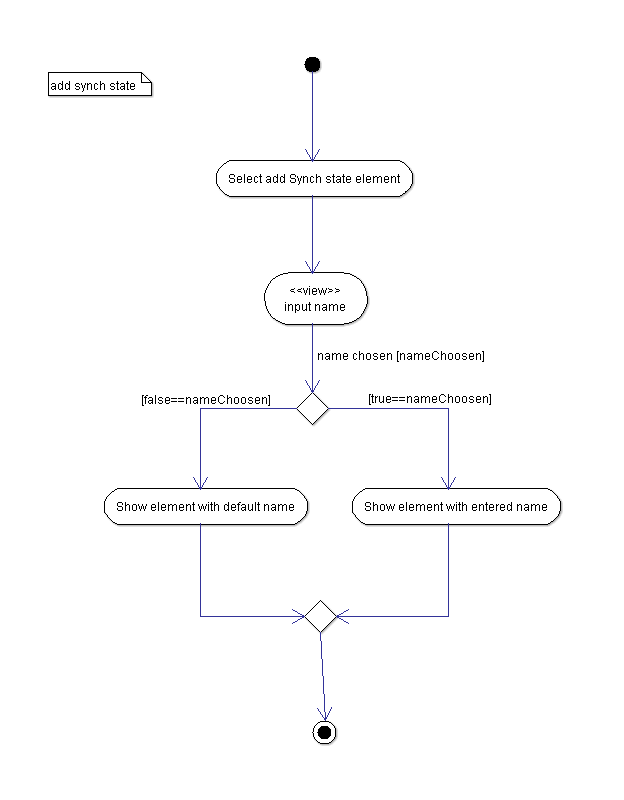 add synch state
Select add Synch state element
<<view>>
input name
name chosen [nameChoosen]
[false==nameChoosen]
[true==nameChoosen]
Show element with default name
Show element with entered name